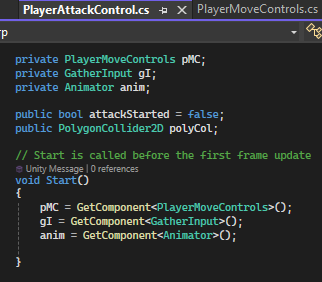 PlayerAttackControl.cs
PlayerMoveControls.cs
rp
private PlayerMoveControls pMC;
private GatherInput gI;
private Animator anim;
public bool attackStarted = false;
public PolygonCollider2D polyCol;
// Start is called before the first frame update
Unity Message | 0 references
void Start()
{
pMC = GetComponent<PlayerMoveControls>();
gI = GetComponent<GatherInput>();
anim = GetComponent<Animator>();
}